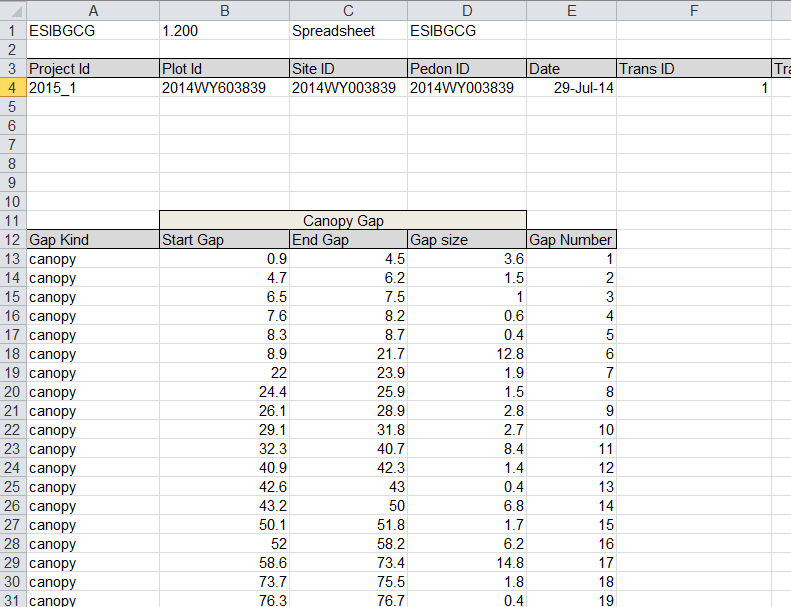 A B C D E F
1 ESIBGCG 1.200 Spreadsheet ESIBGCG
2
3 Project Id Plot Id Site ID Pedon ID Date Trans ID Tra
4 2015_1 2014WY603839 2014WY003839 2014WY003839 29-Jul-14 1
5
6
7
8
9
10
11 Canopy Gap
12 Gap Kind Start Gap End Gap Gap size Gap Number
13 canopy 0.9 4.5 3.6 1
14 canopy 4.7 6.2 1.5 2
15 canopy 6.5 7.5 1 3
16 canopy 7.6 8.2 0.6 4
17 canopy 8.3 8.7 0.4 5
18 canopy 8.9 21.7 12.8 6
19 canopy 22 23.9 1.9 7
20 canopy 24.4 25.9 1.5 8
21 canopy 26.1 28.9 2.8 9
22 canopy 29.1 31.8 2.7 10
23 canopy 32.3 40.7 8.4 11
24 canopy 40.9 42.3 1.4 12
25 canopy 42.6 43 0.4 13
26 canopy 43.2 50 6.8 14
27 canopy 50.1 51.8 1.7 15
28 canopy 52 58.2 6.2 16
29 canopy 58.6 73.4 14.8 17
30 canopy 73.7 75.5 1.8 18
31 canopy 76.3 76.7 0.4 19